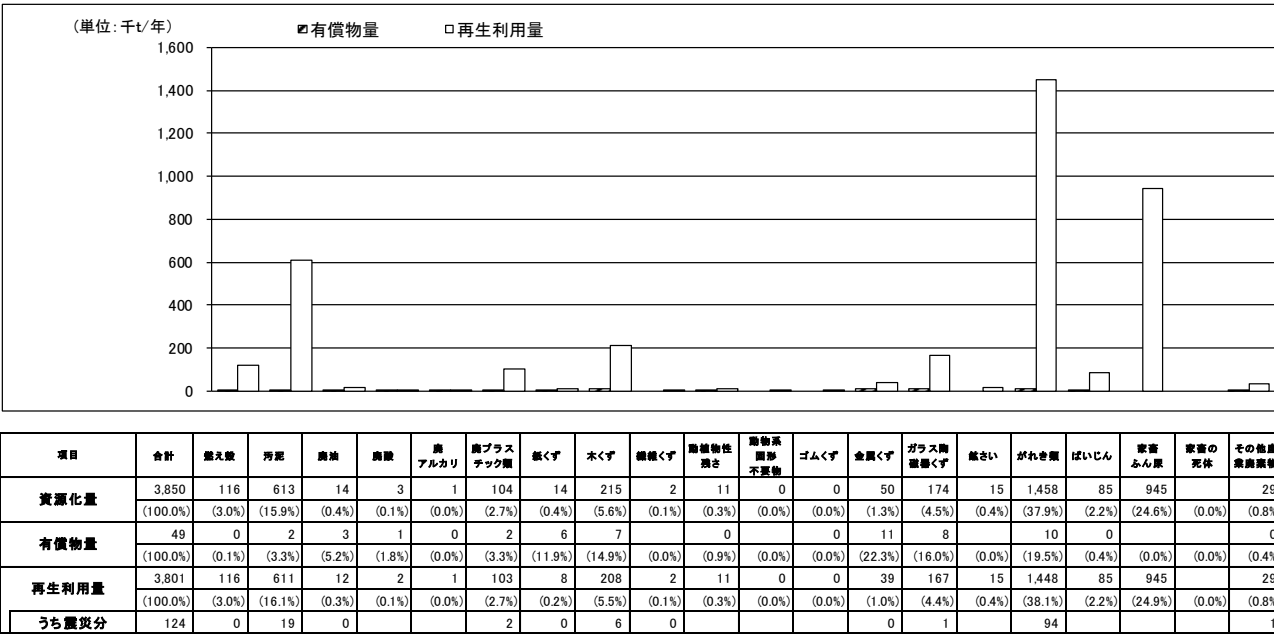 (単位:千t/年)
有償物量 再生利用量
1,600
1,400
1,200
1,000
800
600
400
200
0
項目 合計 燃え殻 汚泥 廃油 廃酸 廃アルカリ 廃プラスチック類 紙くず 木くず 繊維くず 動植物性残さ 動物系固形不要物 ゴムくず 金属くず ガラス陶磁器くず 鉱さい がれき類 ばいじん 家畜ふん尿 家畜の死体 その他産業廃棄物
資源化量 3,850 116 613 14 3 1 104 14 215 2 11 0 0 50 174 15 1,458 85 945 29
(100.0%) (3.0%) (15.9%) (0.4%) (0.1%) (0.0%) (2.7%) (0.4%) (5.6%) (0.1%) (0.3%) (0.0%) (0.0%) (1.3%) (4.5%) (0.4%) (37.9%) (2.2%) (24.6%) (0.0%) (0.8%
有償物量 49 0 2 3 1 0 2 6 7 0 11 8 10 0 0
(100.0%) (0.1%) (3.3%) (5.2%) (1.8%) (0.0%) (3.3%) (11.9%) (14.9%) (0.0%) (0.9%) (0.0%) (0.0%) (22.3%) (16.0%) (0.0%) (19.5%) (0.4%) (0.0%) (0.0%) (0.4%
再生利用量 3,801 116 611 12 2 1 103 8 208 2 11 0 0 39 167 15 1,448 85 945 29
(100.0%) (3.0%) (16.1%) (0.3%) (0.1%) (0.0%) (2.7%) (0.2%) (5.5%) (0.1%) (0.3%) (0.0%) (0.0%) (1.0%) (4.4%) (0.4%) (38.1%) (2.2%) (24.9%) (0.0%) (0.8%
うち震災分 124 0 19 0 2 0 6 0 0 1 94 1